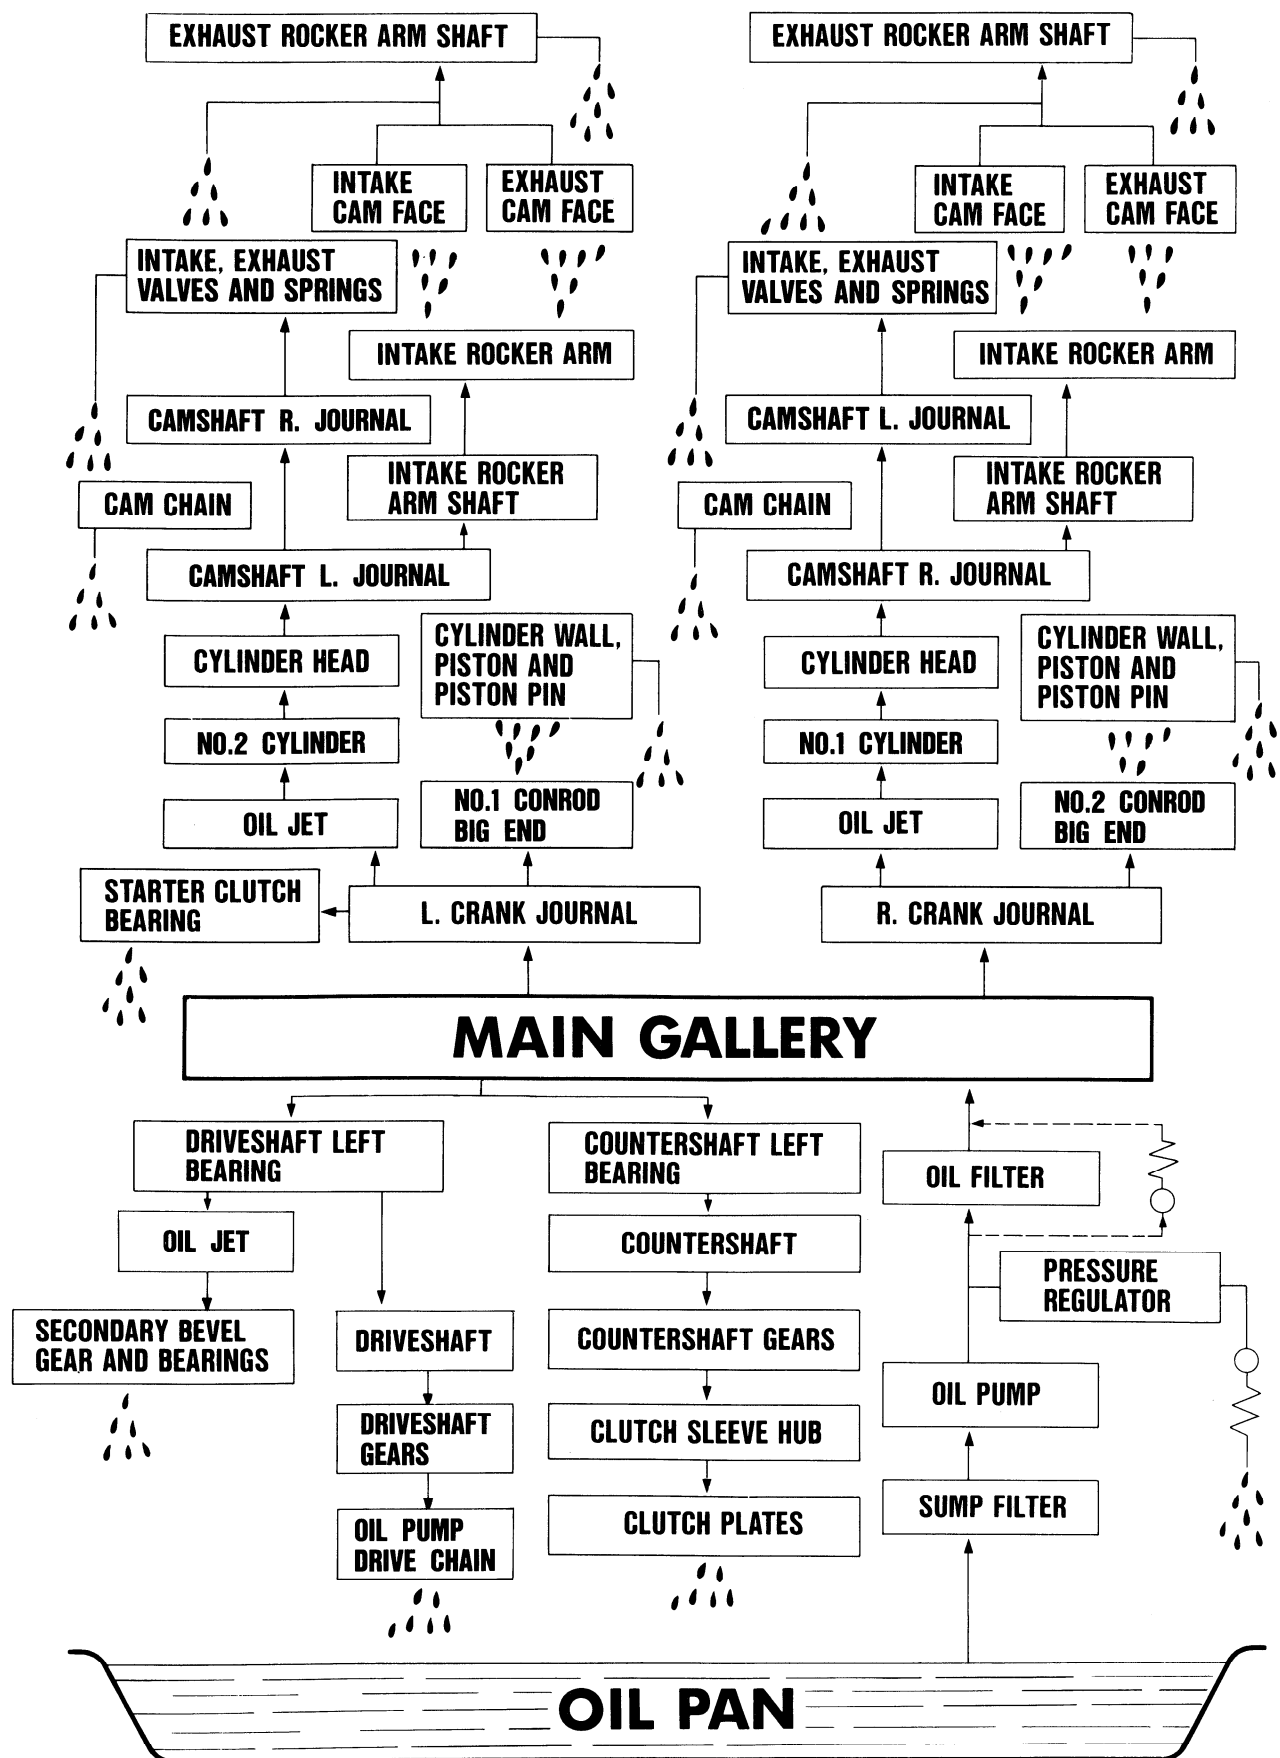 EXHAUST ROCKER ARM SHAFT
EXHAUST ROCKER ARM SHAFT
INTAKE
CAM FACE
EXHAUST
CAM FACE
INTAKE
CAM FACE
EXHAUST
CAM FACE
INTAKE, EXHAUST
VALVES AND SPRINGS
INTAKE, EXHAUST
VALVES AND SPRINGS
INTAKE ROCKER ARM
INTAKE ROCKER ARM
CAMSHAFT R. JOURNAL
CAMSHAFT L. JOURNAL
INTAKE ROCKER
ARM SHAFT
INTAKE ROCKER
ARM SHAFT
CAM CHAIN
CAM CHAIN
CAMSHAFT L. JOURNAL
CAMSHAFT R. JOURNAL
CYLINDER HEAD
CYLINDER WALL,
PISTON AND
PISTON PIN
CYLINDER HEAD
CYLINDER WALL,
PISTON AND
PISTON PIN
NO.2 CYLINDER
NO.1 CYLINDER
OIL JET
NO.1 CONROD
BIG END
OIL JET
NO.2 CONROD
BIG END
STARTER CLUTCH
BEARING
L. CRANK JOURNAL
R. CRANK JOURNAL
MAIN GALLERY
DRIVESHAFT LEFT
BEARING
COUNTERSHAFT LEFT
BEARING
OIL FILTER
OIL JET
COUNTERSHAFT
PRESSURE
REGULATOR
SECONDARY BEVEL
GEAR AND BEARINGS
DRIVESHAFT
COUNTERSHAFT GEARS
OIL PUMP
DRIVESHAFT
GEARS
CLUTCH SLEEVE HUB
SUMP FILTER
OIL PUMP
DRIVE CHAIN
CLUTCH PLATES
OIL PAN